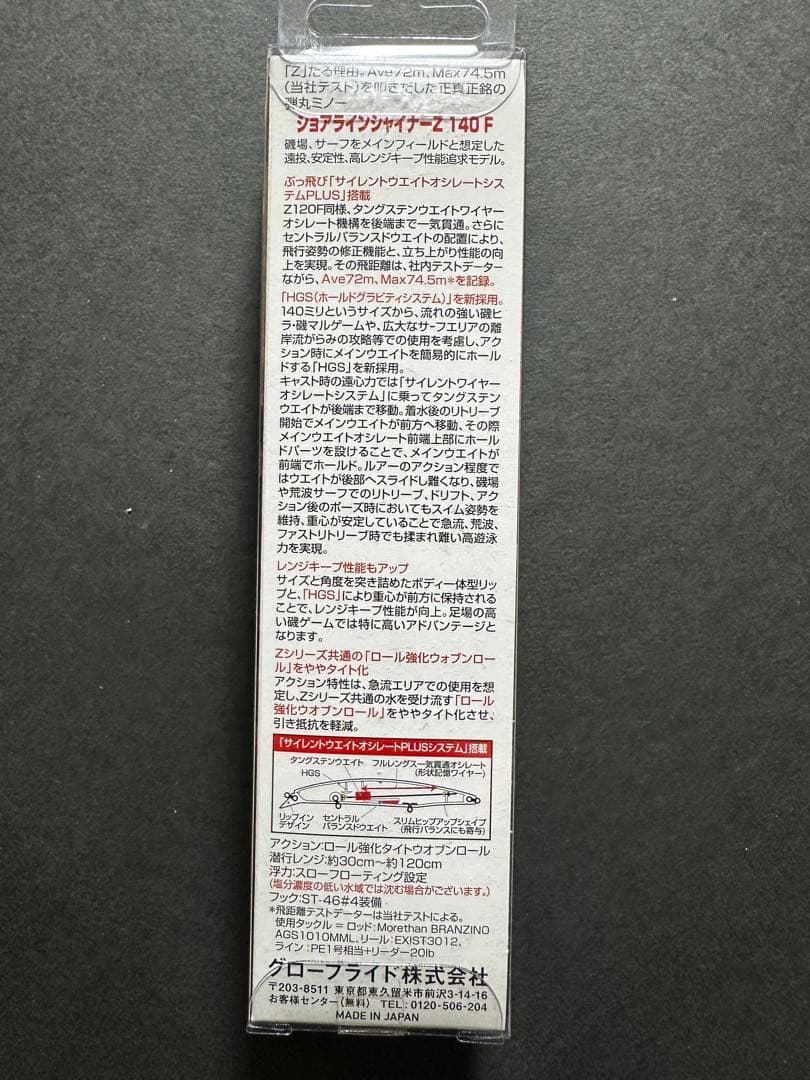 「Z」たる理由。Ave72m、Max74.5m
(当社テスト)を叩きだした正真正銘の
弾丸ミノー
ショアラインシャイナーZ 140 F
磯場、サーフをメインフィールドと想定した
遠投、安定性、高レンジキープ性能追求モデル。
ぶっ飛び「サイレントウエイトオシレートシス
テムPLUS」搭載
Z120F同様、タングステンウエイトワイヤー
オシレート機構を後端まで一気貫通。さらに
セントラルバランスドウエイトの配置により、
飛行姿勢の修正機能と、立ち上がり性能の向
上を実現。その飛距離は、社内テストデーター
ながら、Ave72m、Max74.5m*を記録。
「HGS(ホールドグラビティシステム)」を新採用。
140ミリというサイズから、流れの強い磯ヒ
ラ・磯マルゲームや、広大なサーフエリアの離
岸流がらみの攻略等での使用を考慮し、アク
ション時にメインウエイトを簡易的にホール
ドする「HGS」を新採用。
キャスト時の遠心力では「サイレントワイヤー
オシレートシステム」に乗ってタングステン
ウエイトが後端まで移動。着水後のリトリーブ
開始でメインウエイトが前方へ移動、その際
メインウエイトオシレート前端上部にホール
ドパーツを設けることで、メインウエイトが
前端でホールド。ルアーのアクション程度で
はウエイトが後部へスライドし難くなり、磯場
や荒波サーフでのリトリーブ、ドリフト、アク
ション後のポーズ時においてもスイム姿勢を
維持、重心が安定していることで急流、荒波、
ファストリトリーブ時でも揉まれ難い高遊泳
力を実現。
レンジキープ性能もアップ
サイズと角度を突き詰めたボディー一体型リッ
プと、「HGS」により重心が前方に保持される
ことで、レンジキープ性能が向上。足場の高
い磯ゲームでは特に高いアドバンテージと
なります。
Zシリーズ共通の「ロール強化ウォブンロー
ル」をややタイト化
アクション特性は、急流エリアでの使用を想
定し、Zシリーズ共通の水を受け流す「ロール
強化ウオブンロール」をややタイト化させ、
引き抵抗を軽減。
「サイレントウエイトオシレートPLUSシステム」搭載
タングステンウエイト フルレングス一気貫通オシレート
HGS (形状記憶ワイヤー)
リップイン セントラル スリムヒップアップシェイプ
デザイン バランスドウエイト (飛行バランスにも寄与)
アクション:ロール強化タイトウオブンロール
潜行レンジ:約30cm～約120cm
浮力:スローフローティング設定
(塩分濃度の低い水域では沈む場合がございます。)
フック:ST-46#4装備
*飛距離テストデーターは当社テストによる。
使用タックル = ロッド:Morethan BRANZINO
AGS1010MML、リール:EXIST3012、
ライン:PE1号相当+リーダー20lb
グローブライド株式会社
〒203-8511 東京都東久留米市前沢3-14-16
お客様センター(無料) TEL:0120-506-204
MADE IN JAPAN